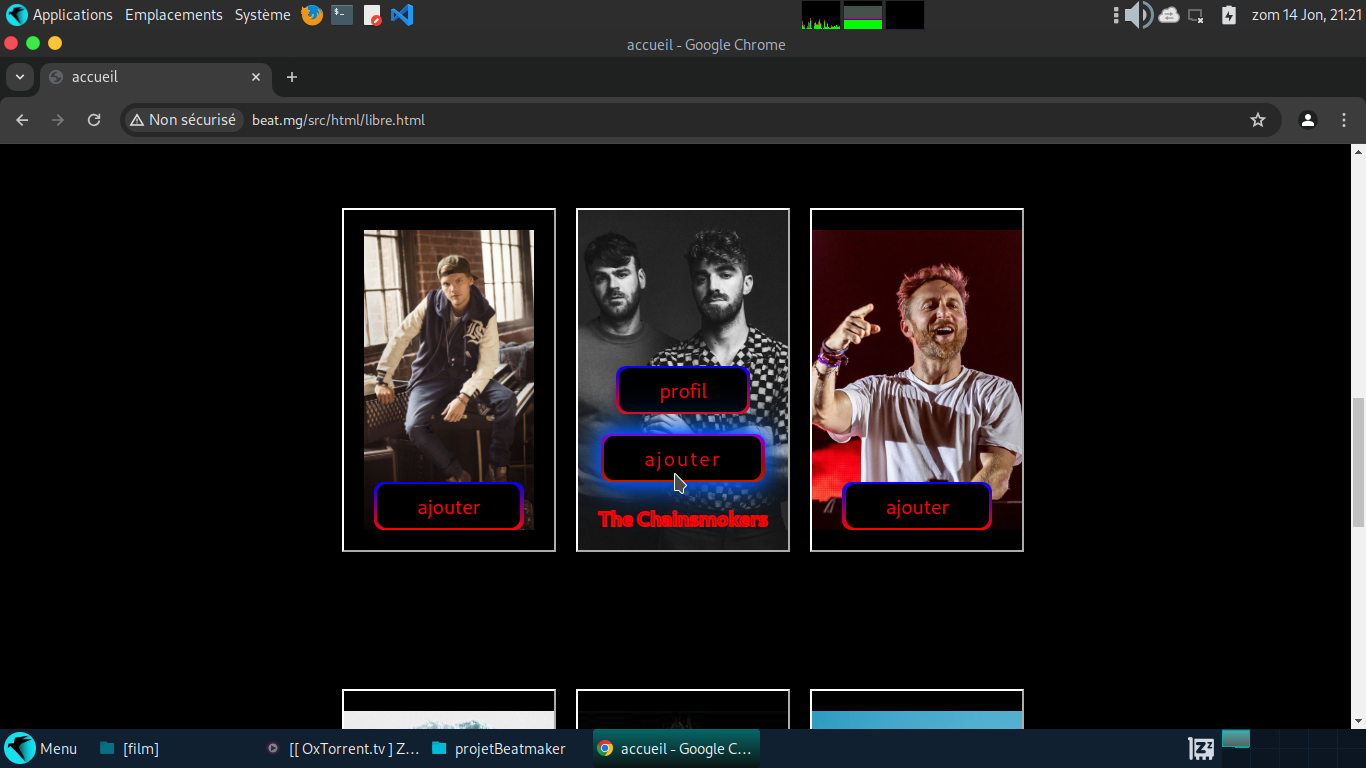 Applications Emplacements Système zom 14 Jon, 21:21
accueil - Google Chrome
accueil
Non sécurisé beat.mg/src/html/libre.html
profil
ajouter
ajouter ajouter
The Chainsmokers
Menu [film] [[ OxTorrent.tv ] Z... projetBeatmaker accueil - Google C...